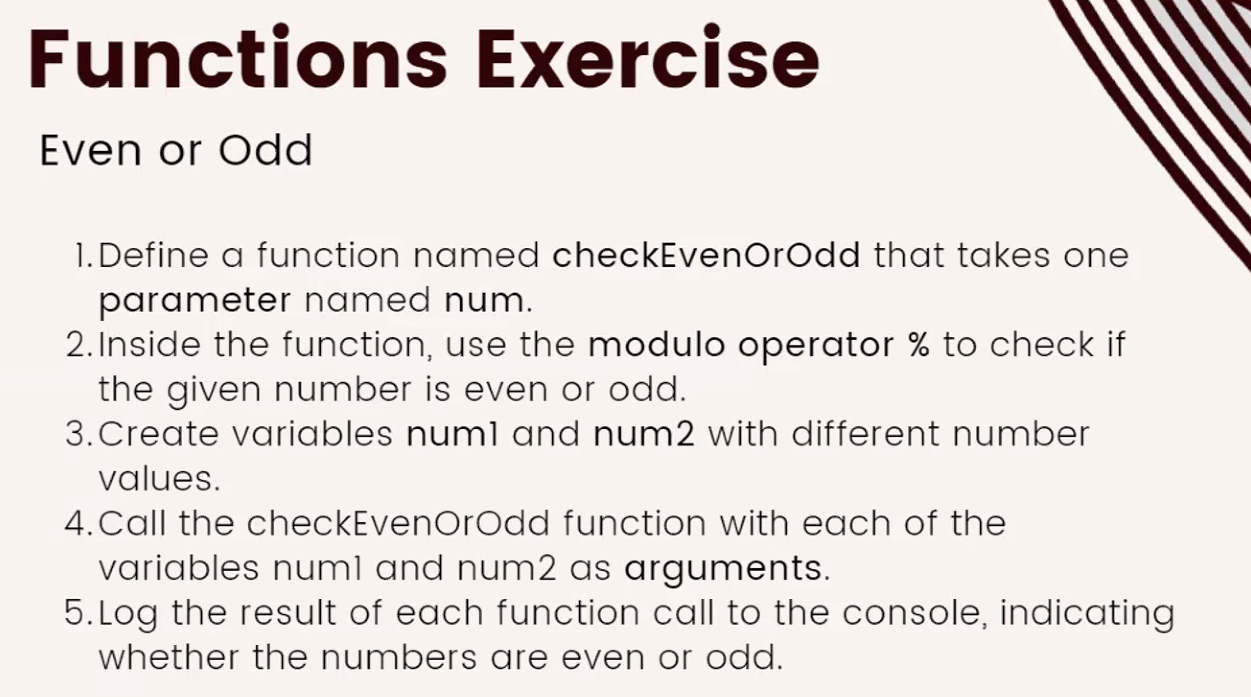 Functions Exercise
Even or Odd
1. Define a function named checkEvenOrOdd that takes one
parameter named num.
2. Inside the function, use the modulo operator % to check if
the given number is even or odd.
3. Create variables num1 and num2 with different number
values.
4. Call the checkEvenOrOdd function with each of the
variables num1 and num2 as arguments.
5. Log the result of each function call to the console, indicating
whether the numbers are even or odd.